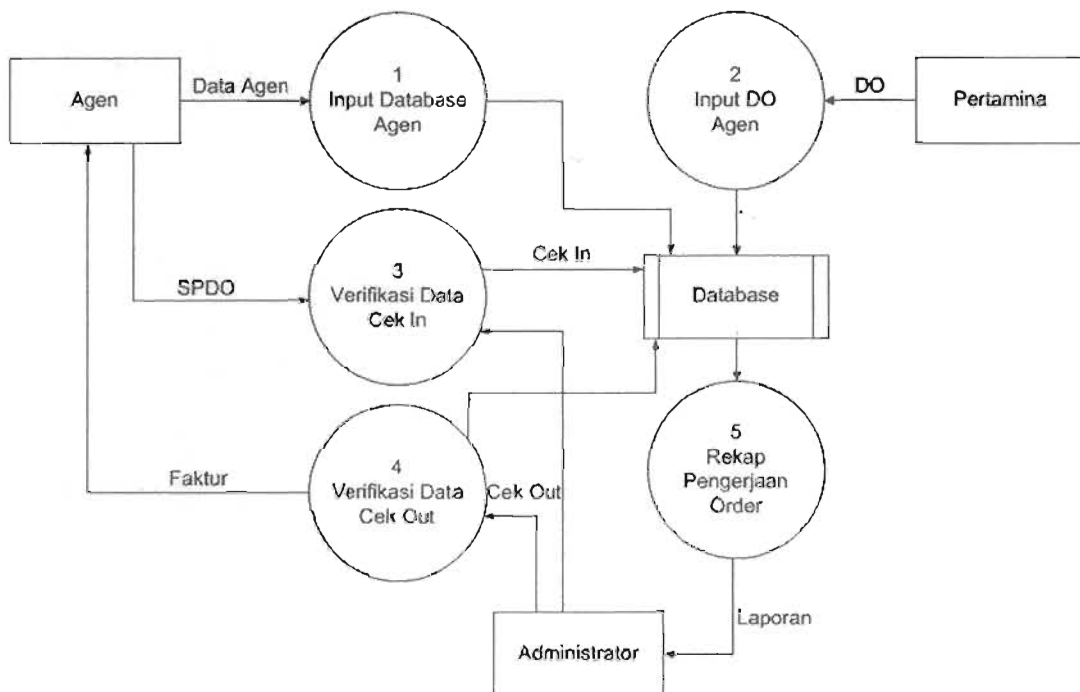 Agen
Data Agen
1
Input Database
Agen
2
Input DO
Agen
DO
Pertamina
SPDO
3
Verifikasi Data
Cek In
Cek In
Database
Faktur
4
Verifikasi Data
Cek Out
Cek Out
5
Rekap
Pengerjaan
Order
Laporan
Administrator